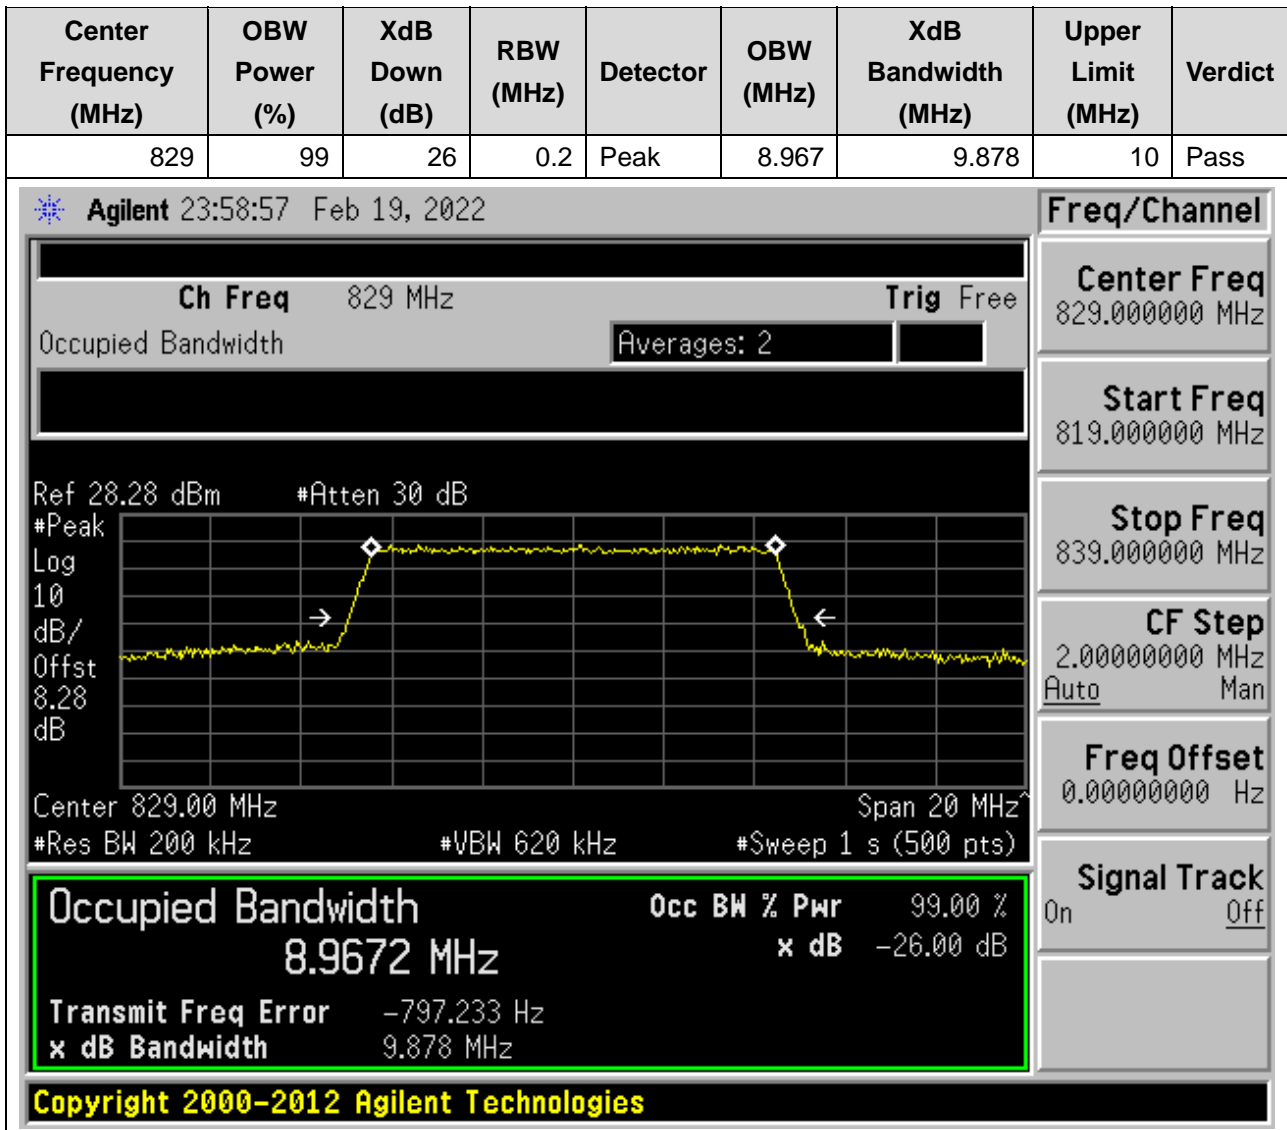 Center Frequency (MHz) OBW Power (%) XdB Down (dB) RBW (MHz) Detector OBW (MHz) XdB Bandwidth (MHz) Upper Limit (MHz) Verdict
829 99 26 0.2 Peak 8.967 9.878 10 Pass
Agilent 23:58:57 Feb 19, 2022
Freq/Channel
Ch Freq 829 MHz Trig Free
Occupied Bandwidth Averages: 2
Ref 28.28 dBm #Atten 30 dB
#Peak
Log
10
dB/
Offst
8.28
dB
Center 829.00 MHz Span 20 MHz^
#Res BW 200 kHz #VBW 620 kHz #Sweep 1 s (500 pts)
Occupied Bandwidth Occ BW % Pwr 99.00 %
8.9672 MHz x dB -26.00 dB
Transmit Freq Error -797.233 Hz
x dB Bandwidth 9.878 MHz
Center Freq
829.000000 MHz
Start Freq
819.000000 MHz
Stop Freq
839.000000 MHz
CF Step
2.00000000 MHz
Auto Man
Freq Offset
0.00000000 Hz
Signal Track
On Off
Copyright 2000-2012 Agilent Technologies